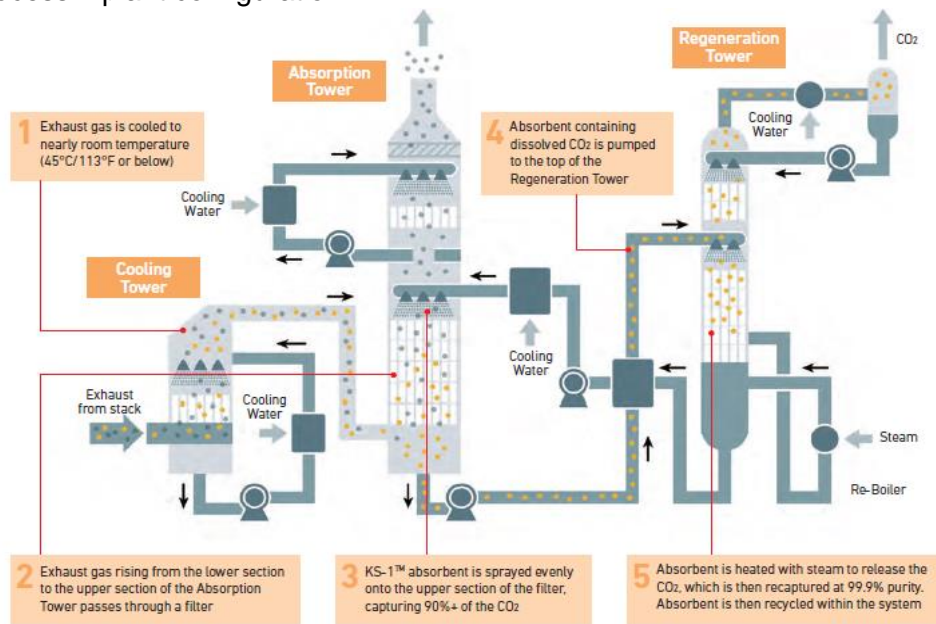 Absorption
Tower
Regeneration
Tower
CO2
1 Exhaust gas is cooled to
nearly room temperature
(45°C/113°F or below)
4 Absorbent containing
dissolved CO2 is pumped
to the top of the
Regeneration Tower
Cooling
Water
Cooling
Water
Cooling
Tower
Exhaust
from stack
Cooling
Water
Cooling
Water
Steam
Re-Boiler
2 Exhaust gas rising from the lower section
to the upper section of the Absorption
Tower passes through a filter
3 KS-1™ absorbent is sprayed evenly
onto the upper section of the filter,
capturing 90%+ of the CO2
5 Absorbent is heated with steam to release the
CO2, which is then recaptured at 99.9% purity.
Absorbent is then recycled within the system